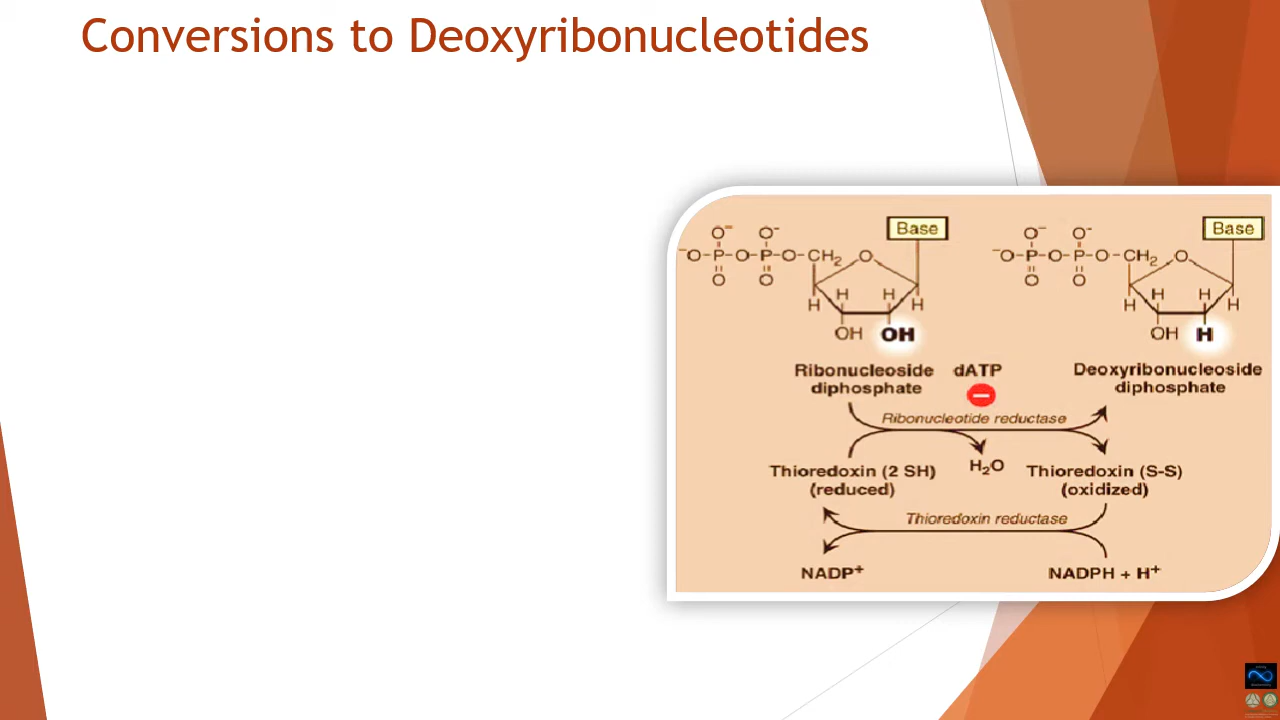 Conversions to Deoxyribonucleotides
Base
Base
⁻O-P-O-P-O-CH₂ O
⁻O-P-O-P-O-CH₂ O
O⁻ O⁻
O⁻ O⁻
O O
O O
H H H H
H H H H
OH OH
OH H
Ribonucleoside
diphosphate
dATP
Deoxyribonucleoside
diphosphate
Ribonucleotide reductase
Thioredoxin (2 SH)
(reduced)
H₂O
Thioredoxin (S-S)
(oxidized)
Thioredoxin reductase
NADP⁺
NADPH + H⁺